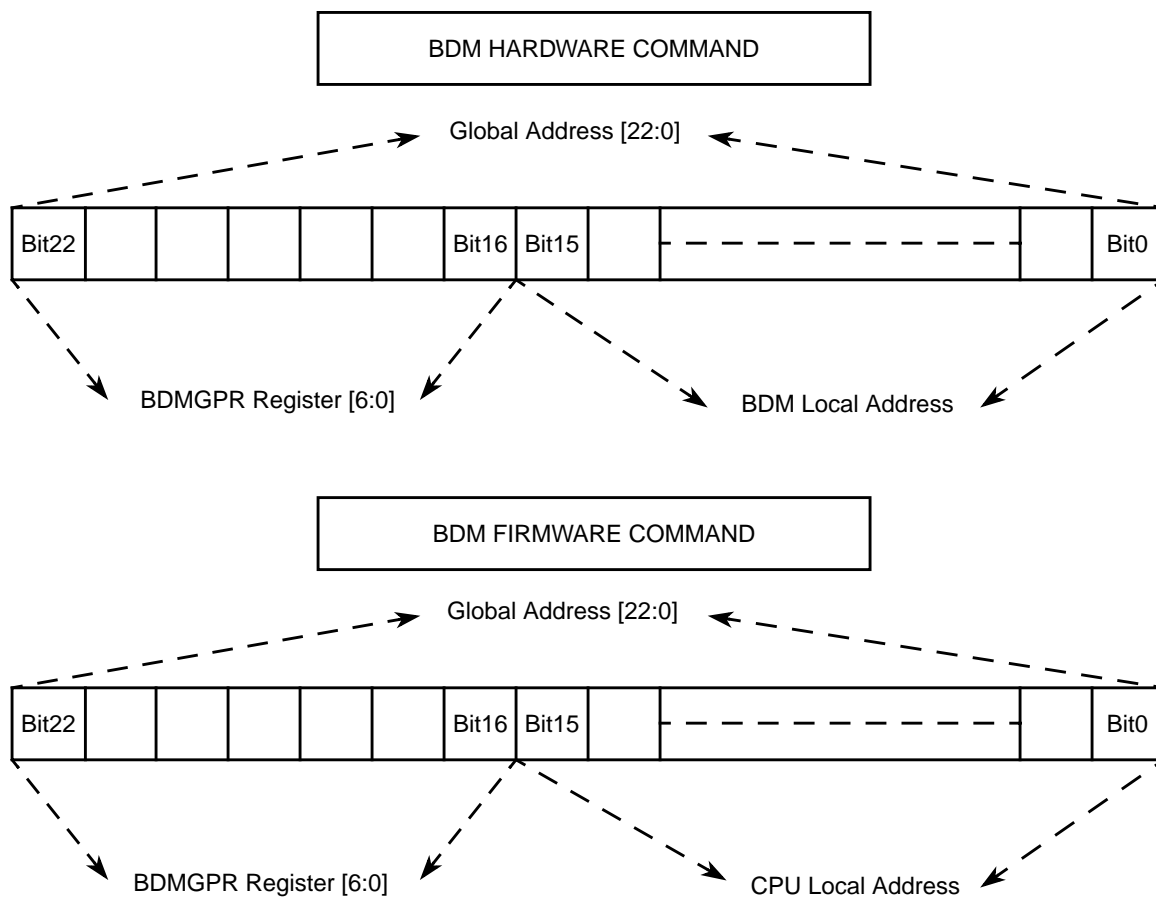 BDM HARDWARE COMMAND
Global Address [22:0]
Bit22 Bit16 Bit15 Bit0
BDMGPR Register [6:0] BDM Local Address
BDM FIRMWARE COMMAND
Global Address [22:0]
Bit22 Bit16 Bit15 Bit0
BDMGPR Register [6:0] CPU Local Address